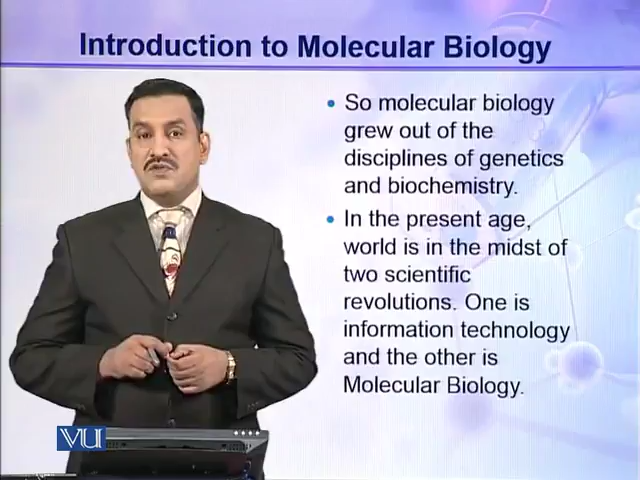 Introduction to Molecular Biology
• So molecular biology
grew out of the
disciplines of genetics
and biochemistry.
• In the present age,
world is in the midst of
two scientific
revolutions. One is
information technology
and the other is
Molecular Biology.
VU